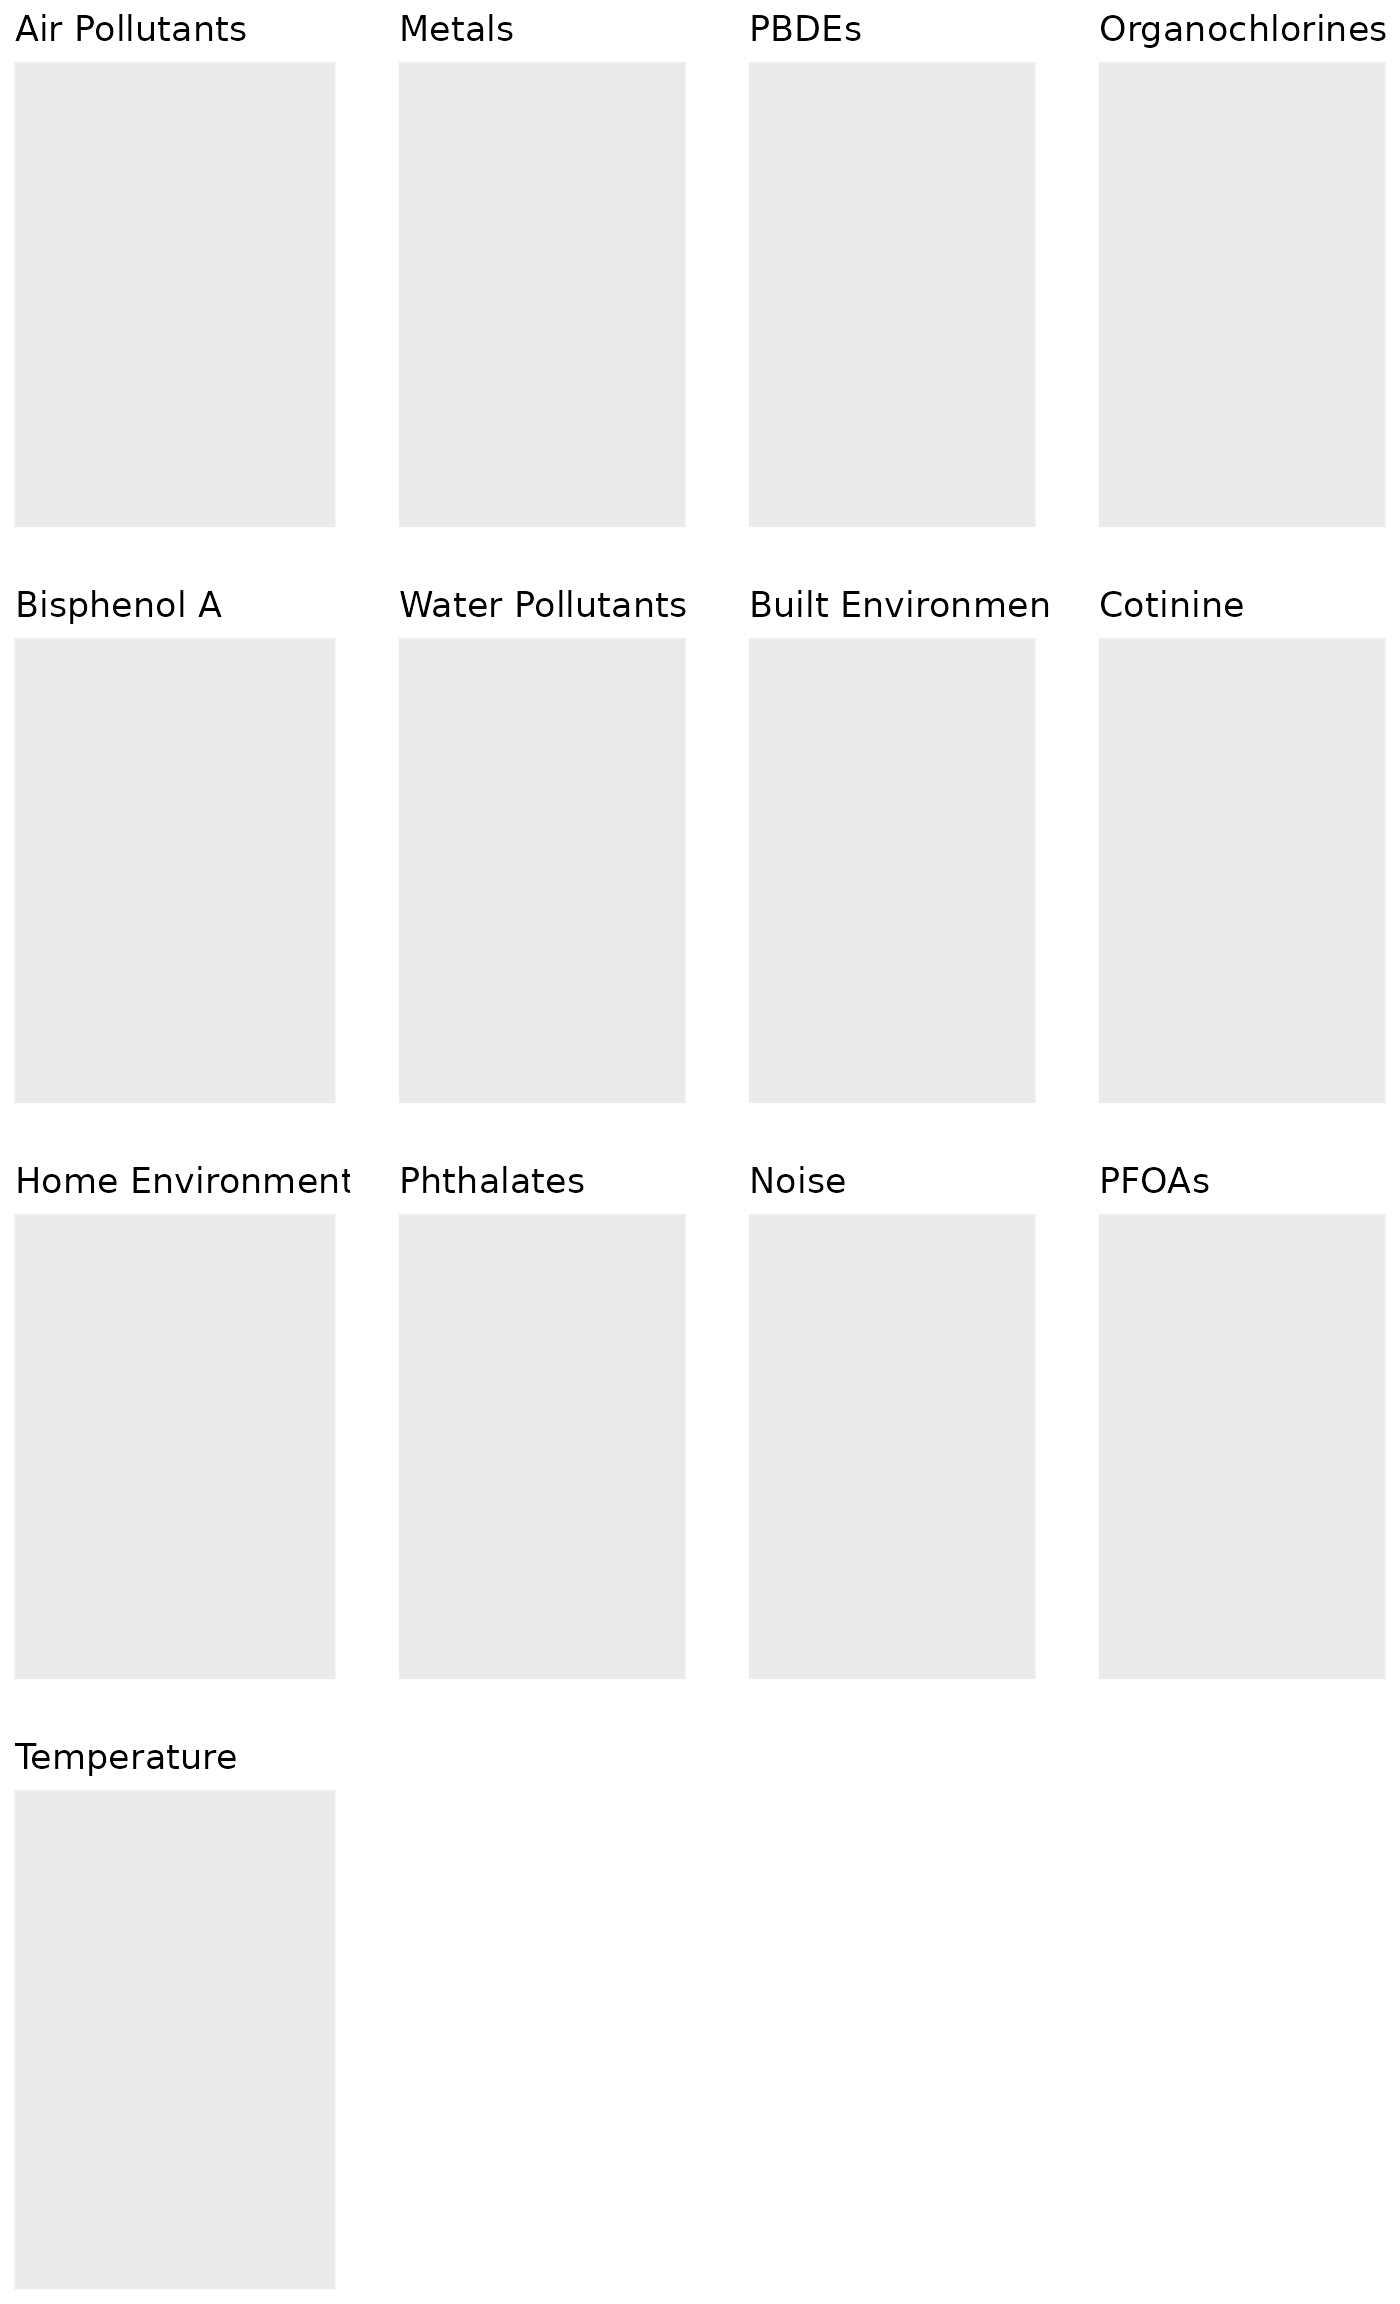 Air Pollutants
Metals
PBDEs
Organochlorines
Bisphenol A
Water Pollutants
Built Environmen
Cotinine
Home Environment
Phthalates
Noise
PFOAs
Temperature